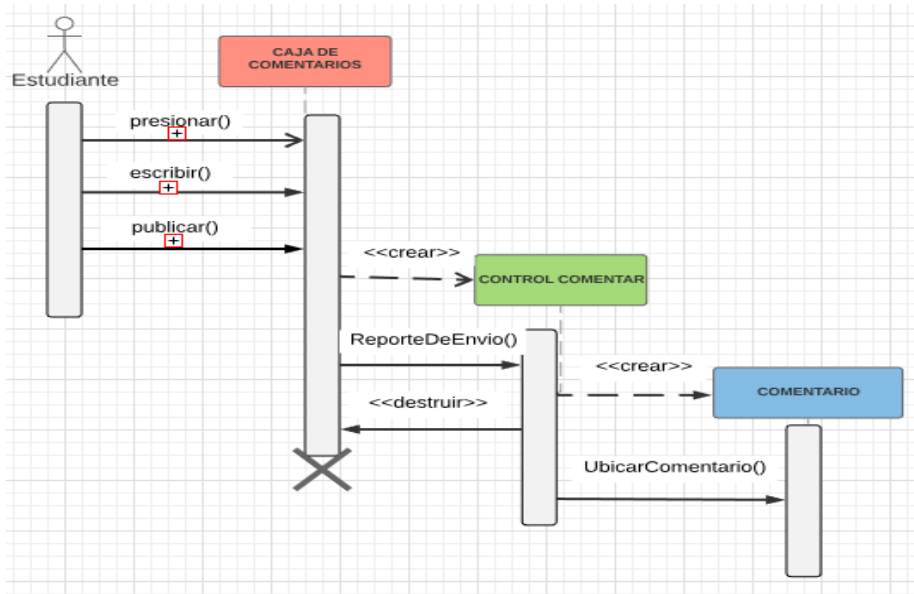 CAJA DE
COMENTARIOS
Estudiante
presionar()
+
escribir()
+
publicar()
+
<<crear>>
CONTROL COMENTAR
ReporteDeEnvio()
<<crear>>
COMENTARIO
<<destruir>>
UbicarComentario()